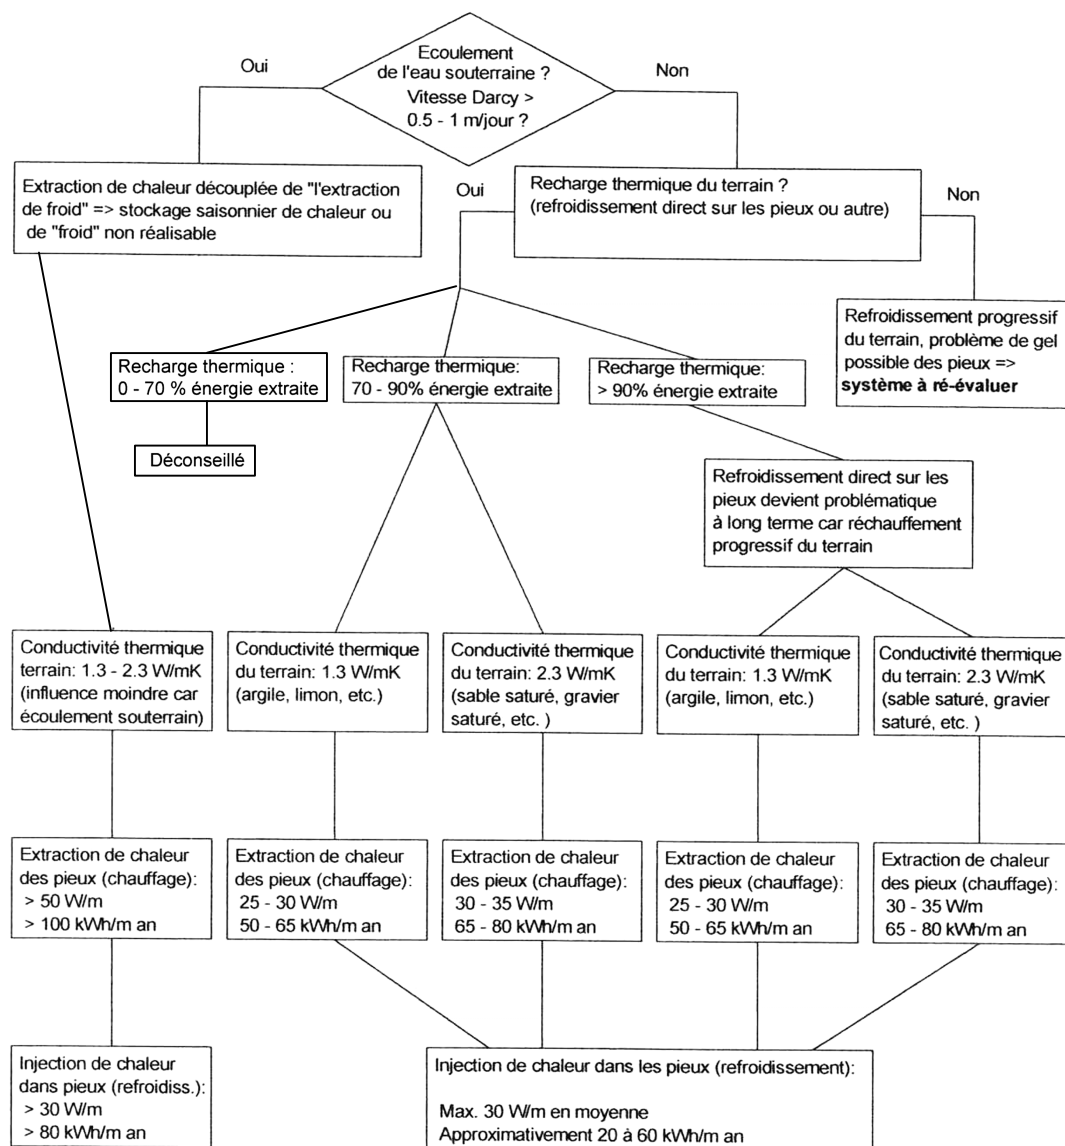 Ecoulement
de l'eau souterraine ?
Vitesse Darcy >
0.5 - 1 m/jour ?
Oui
Non
Extraction de chaleur découplée de "l'extraction
de froid" => stockage saisonnier de chaleur ou
de "froid" non réalisable
Oui
Recharge thermique du terrain ?
(refroidissement direct sur les pieux ou autre)
Non
Refroidissement progressif
du terrain, problème de gel
possible des pieux =>
système à ré-évaluer
Recharge thermique :
0 - 70 % énergie extraite
Recharge thermique:
70 - 90% énergie extraite
Recharge thermique:
> 90% énergie extraite
Déconseillé
Refroidissement direct sur les
pieux devient problématique
à long terme car réchauffement
progressif du terrain
Conductivité thermique
terrain: 1.3 - 2.3 W/mK
(influence moindre car
écoulement souterrain)
Conductivité thermique
du terrain: 1.3 W/mK
(argile, limon, etc.)
Conductivité thermique
du terrain: 2.3 W/mK
(sable saturé, gravier
saturé, etc. )
Conductivité thermique
du terrain: 1.3 W/mK
(argile, limon, etc.)
Conductivité thermique
du terrain: 2.3 W/mK
(sable saturé, gravier
saturé, etc. )
Extraction de chaleur
des pieux (chauffage):
> 50 W/m
> 100 kWh/m an
Extraction de chaleur
des pieux (chauffage):
25 - 30 W/m
50 - 65 kWh/m an
Extraction de chaleur
des pieux (chauffage):
30 - 35 W/m
65 - 80 kWh/m an
Extraction de chaleur
des pieux (chauffage):
25 - 30 W/m
50 - 65 kWh/m an
Extraction de chaleur
des pieux (chauffage):
30 - 35 W/m
65 - 80 kWh/m an
Injection de chaleur
dans pieux (refroidiss.):
> 30 W/m
> 80 kWh/m an
Injection de chaleur dans les pieux (refroidissement):
Max. 30 W/m en moyenne
Approximativement 20 à 60 kWh/m an